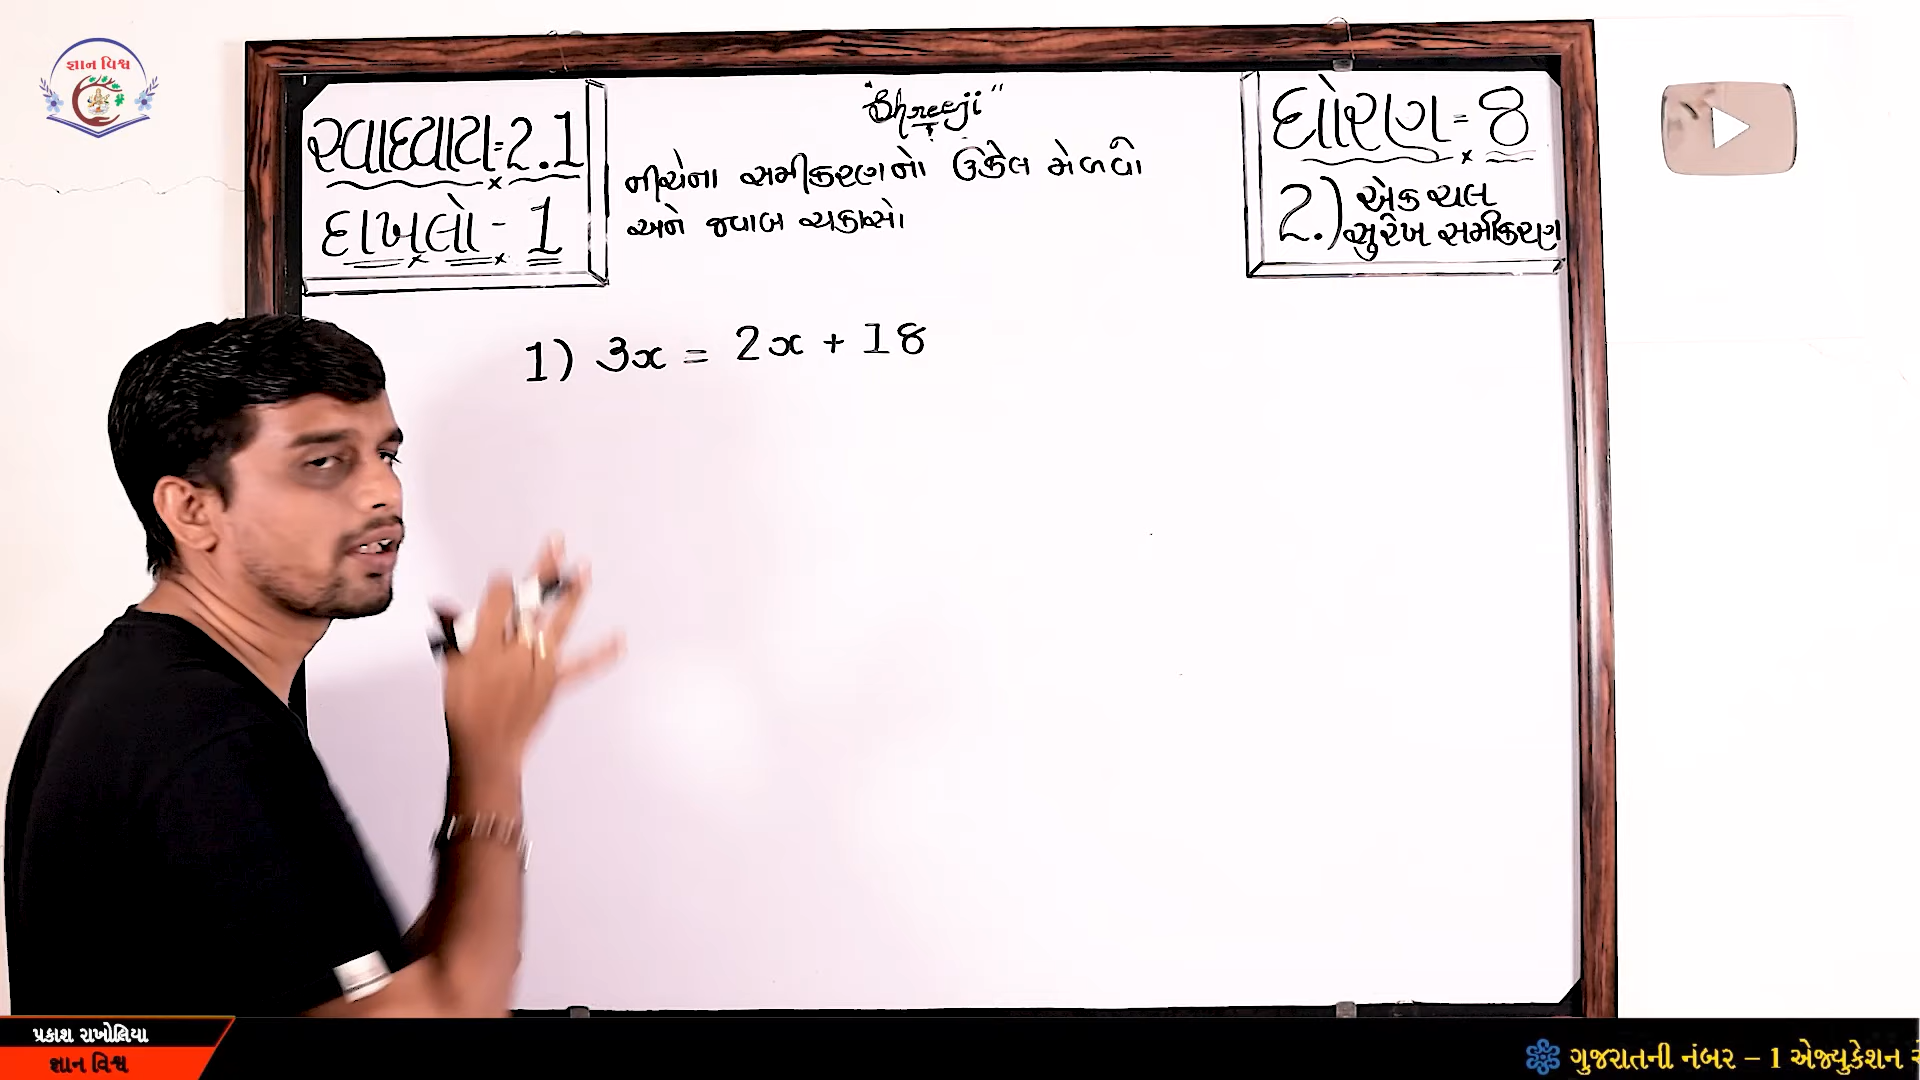 જ્ઞાન વિશ્વ
સ્વાધ્યાય=2.1
દાખલો - 1
"Shreeji"
નીચેના સમીકરણનો ઉકેલ મેળવો
અને જવાબ ચકાસો
ધોરણ = 8
2.) એક ચલ
સુરેખ સમીકરણ
1) 3x = 2x + 18
પ્રકાશ રાખોલિયા
જ્ઞાન વિશ્વ
ગુજરાતની નંબર – 1 એજ્યુકેશન